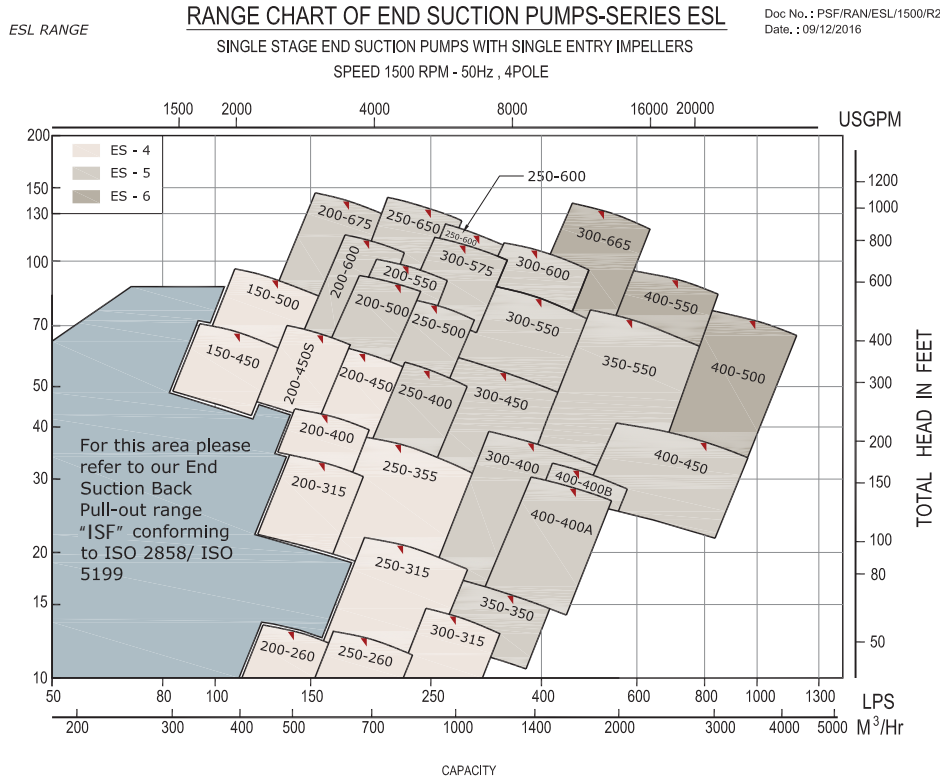 ESL RANGE
RANGE CHART OF END SUCTION PUMPS-SERIES ESL
Doc No.: PSF/RAN/ESL/1500/R2
Date. : 09/12/2016
SINGLE STAGE END SUCTION PUMPS WITH SINGLE ENTRY IMPELLERS
SPEED 1500 RPM - 50Hz , 4POLE
1500 2000 4000 8000 16000 20000
USGPM
ES - 4
ES - 5
ES - 6
200
150
130
100
70
50
40
30
20
15
10
250-600
200-675
250-650
250-600
300-665
200-600
300-575
300-600
200-550
150-500
400-550
200-500
250-500
300-550
150-450
200-450S
200-450
350-550
400-500
250-400
300-450
200-400
250-355
300-400
400-450
200-315
400-400B
400-400A
250-315
350-350
300-315
200-260
250-260
For this area please
refer to our End
Suction Back
Pull-out range
"ISF" conforming
to ISO 2858/ ISO
5199
1200
1000
800
600
400
300
200
150
100
80
50
TOTAL HEAD IN FEET
50 80 100 150 250 400 600 800 1000 1300
LPS
200 300 400 500 700 1000 1400 2000 3000 4000 5000
M³/Hr
CAPACITY